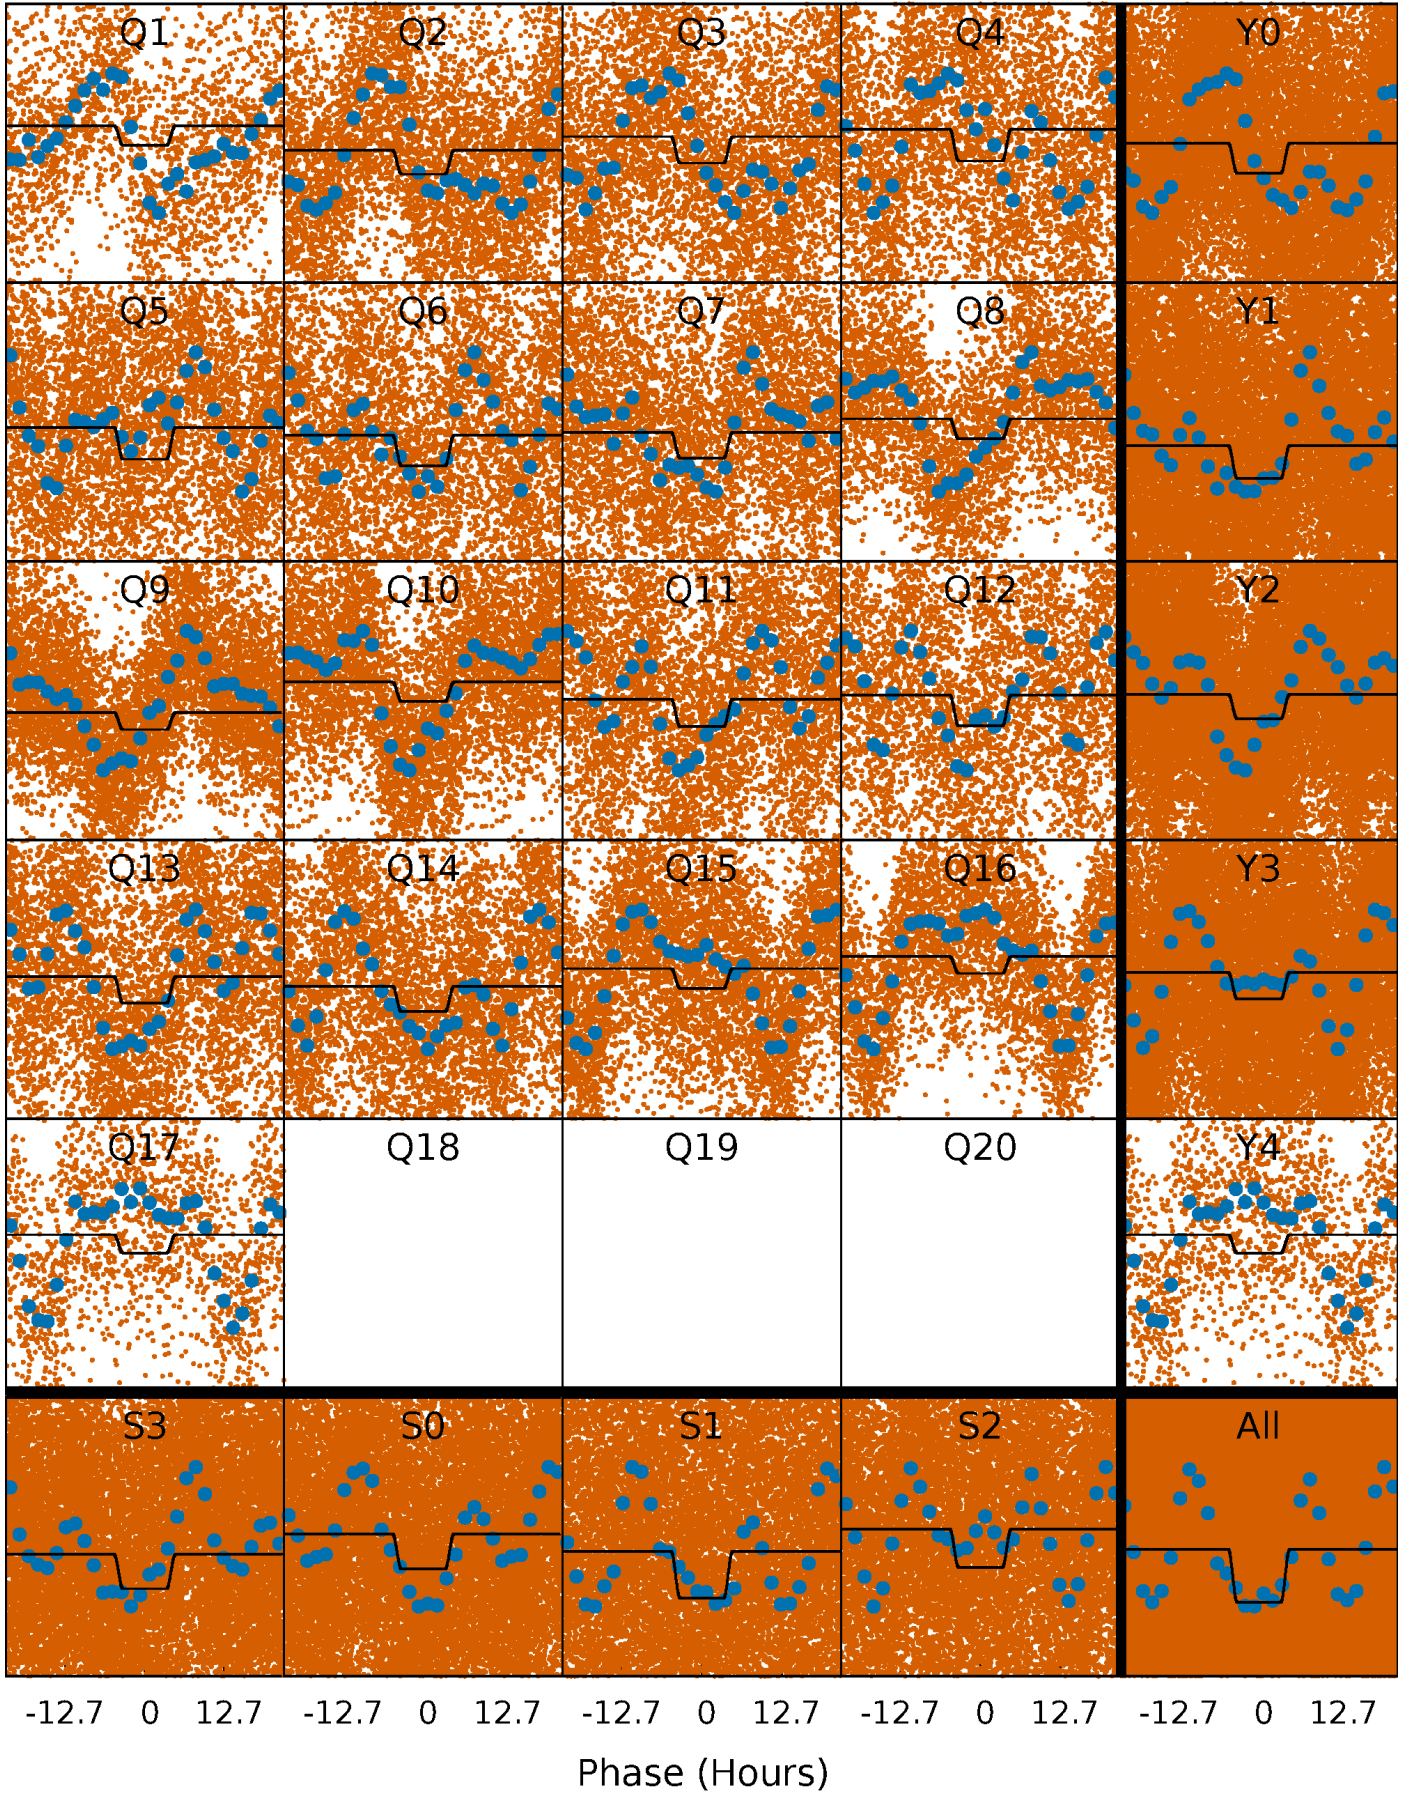 Q1 Q2 Q3 Q4 Y0
Q5 Q6 Q7 Q8 Y1
Q9 Q10 Q11 Q12 Y2
Q13 Q14 Q15 Q16 Y3
Q17 Q18 Q19 Q20 Y4
S3 S0 S1 S2 All
-12.7 0 12.7 -12.7 0 12.7 -12.7 0 12.7 -12.7 0 12.7 -12.7 0 12.7
Phase (Hours)